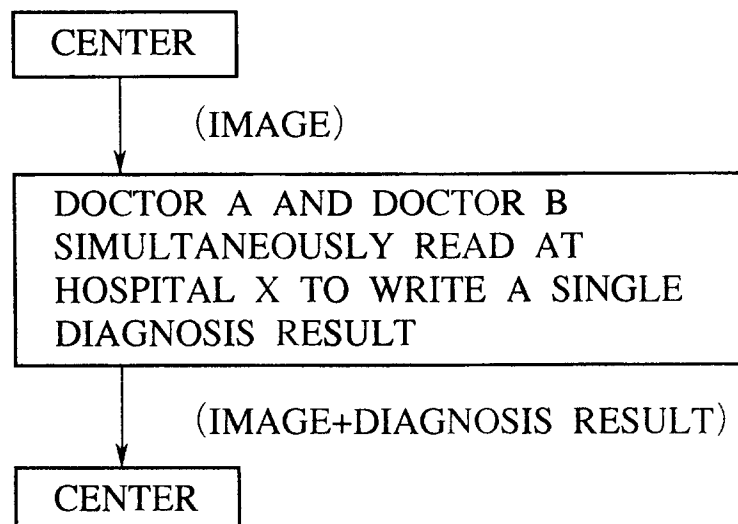 CENTER
(IMAGE)
DOCTOR A AND DOCTOR B
SIMULTANEOUSLY READ AT
HOSPITAL X TO WRITE A SINGLE
DIAGNOSIS RESULT
(IMAGE+DIAGNOSIS RESULT)
CENTER